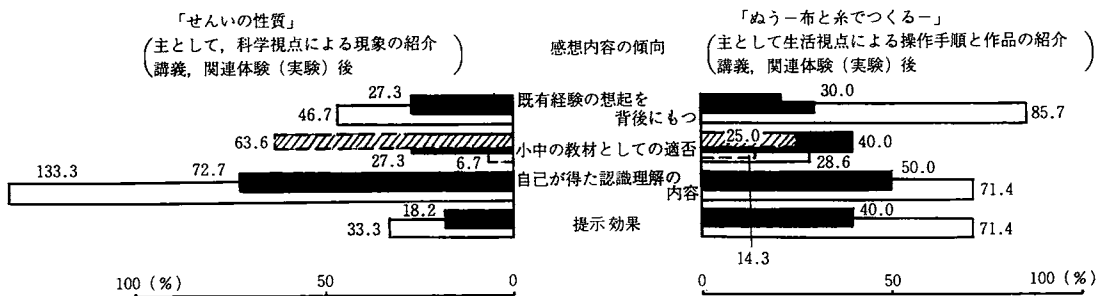 「せんいの性質」
主として，科学視点による現象の紹介
講義，関連体験（実験）後
感想内容の傾向
「ぬう－布と糸でつくる－」
主として生活視点による操作手順と作品の紹介
講義，関連体験（実験）後
27.3
46.7
既有経験の想起を
背後にもつ
30.0
85.7
63.6
27.3
6.7
小中の教材としての適否
25.0
40.0
28.6
133.3
72.7
自己が得た認識理解の
内容
50.0
71.4
18.2
33.3
提示効果
40.0
71.4
14.3
100（％）
50
0
0
50
100（％）